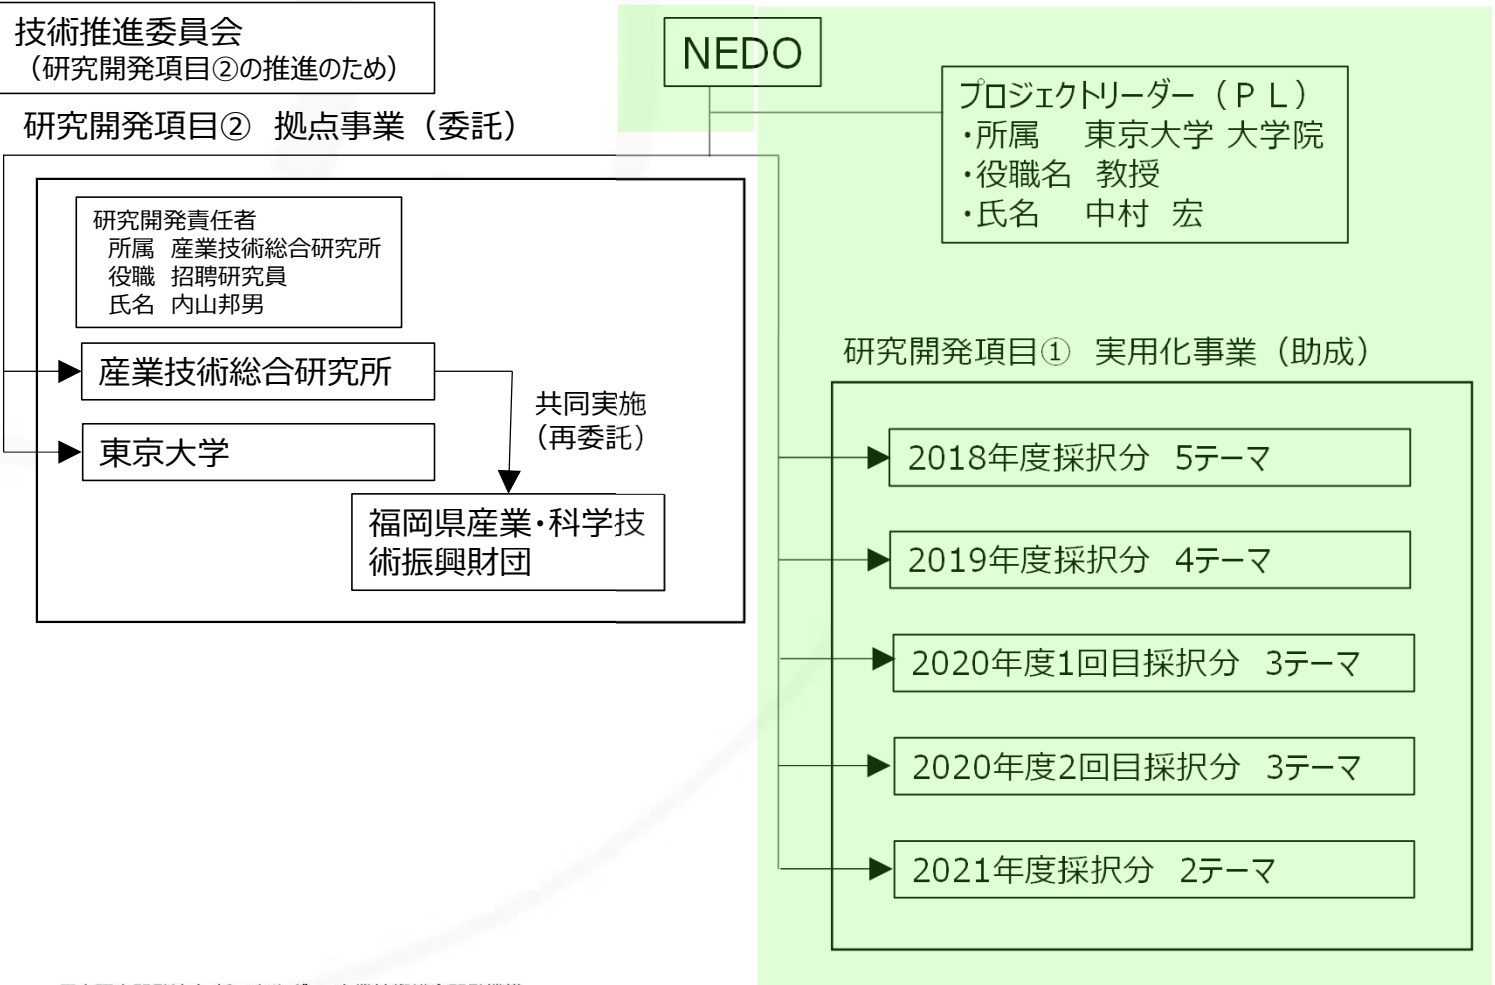 技術推進委員会
（研究開発項目②の推進のため）
NEDO
プロジェクトリーダー（ＰＬ）
・所属　東京大学 大学院
・役職名　教授
・氏名　中村　宏
研究開発項目②　拠点事業（委託）
研究開発責任者
所属　産業技術総合研究所
役職　招聘研究員
氏名　内山邦男
産業技術総合研究所
東京大学
共同実施
（再委託）
福岡県産業・科学技
術振興財団
研究開発項目①　実用化事業（助成）
2018年度採択分　5テーマ
2019年度採択分　4テーマ
2020年度1回目採択分　3テーマ
2020年度2回目採択分　3テーマ
2021年度採択分　2テーマ